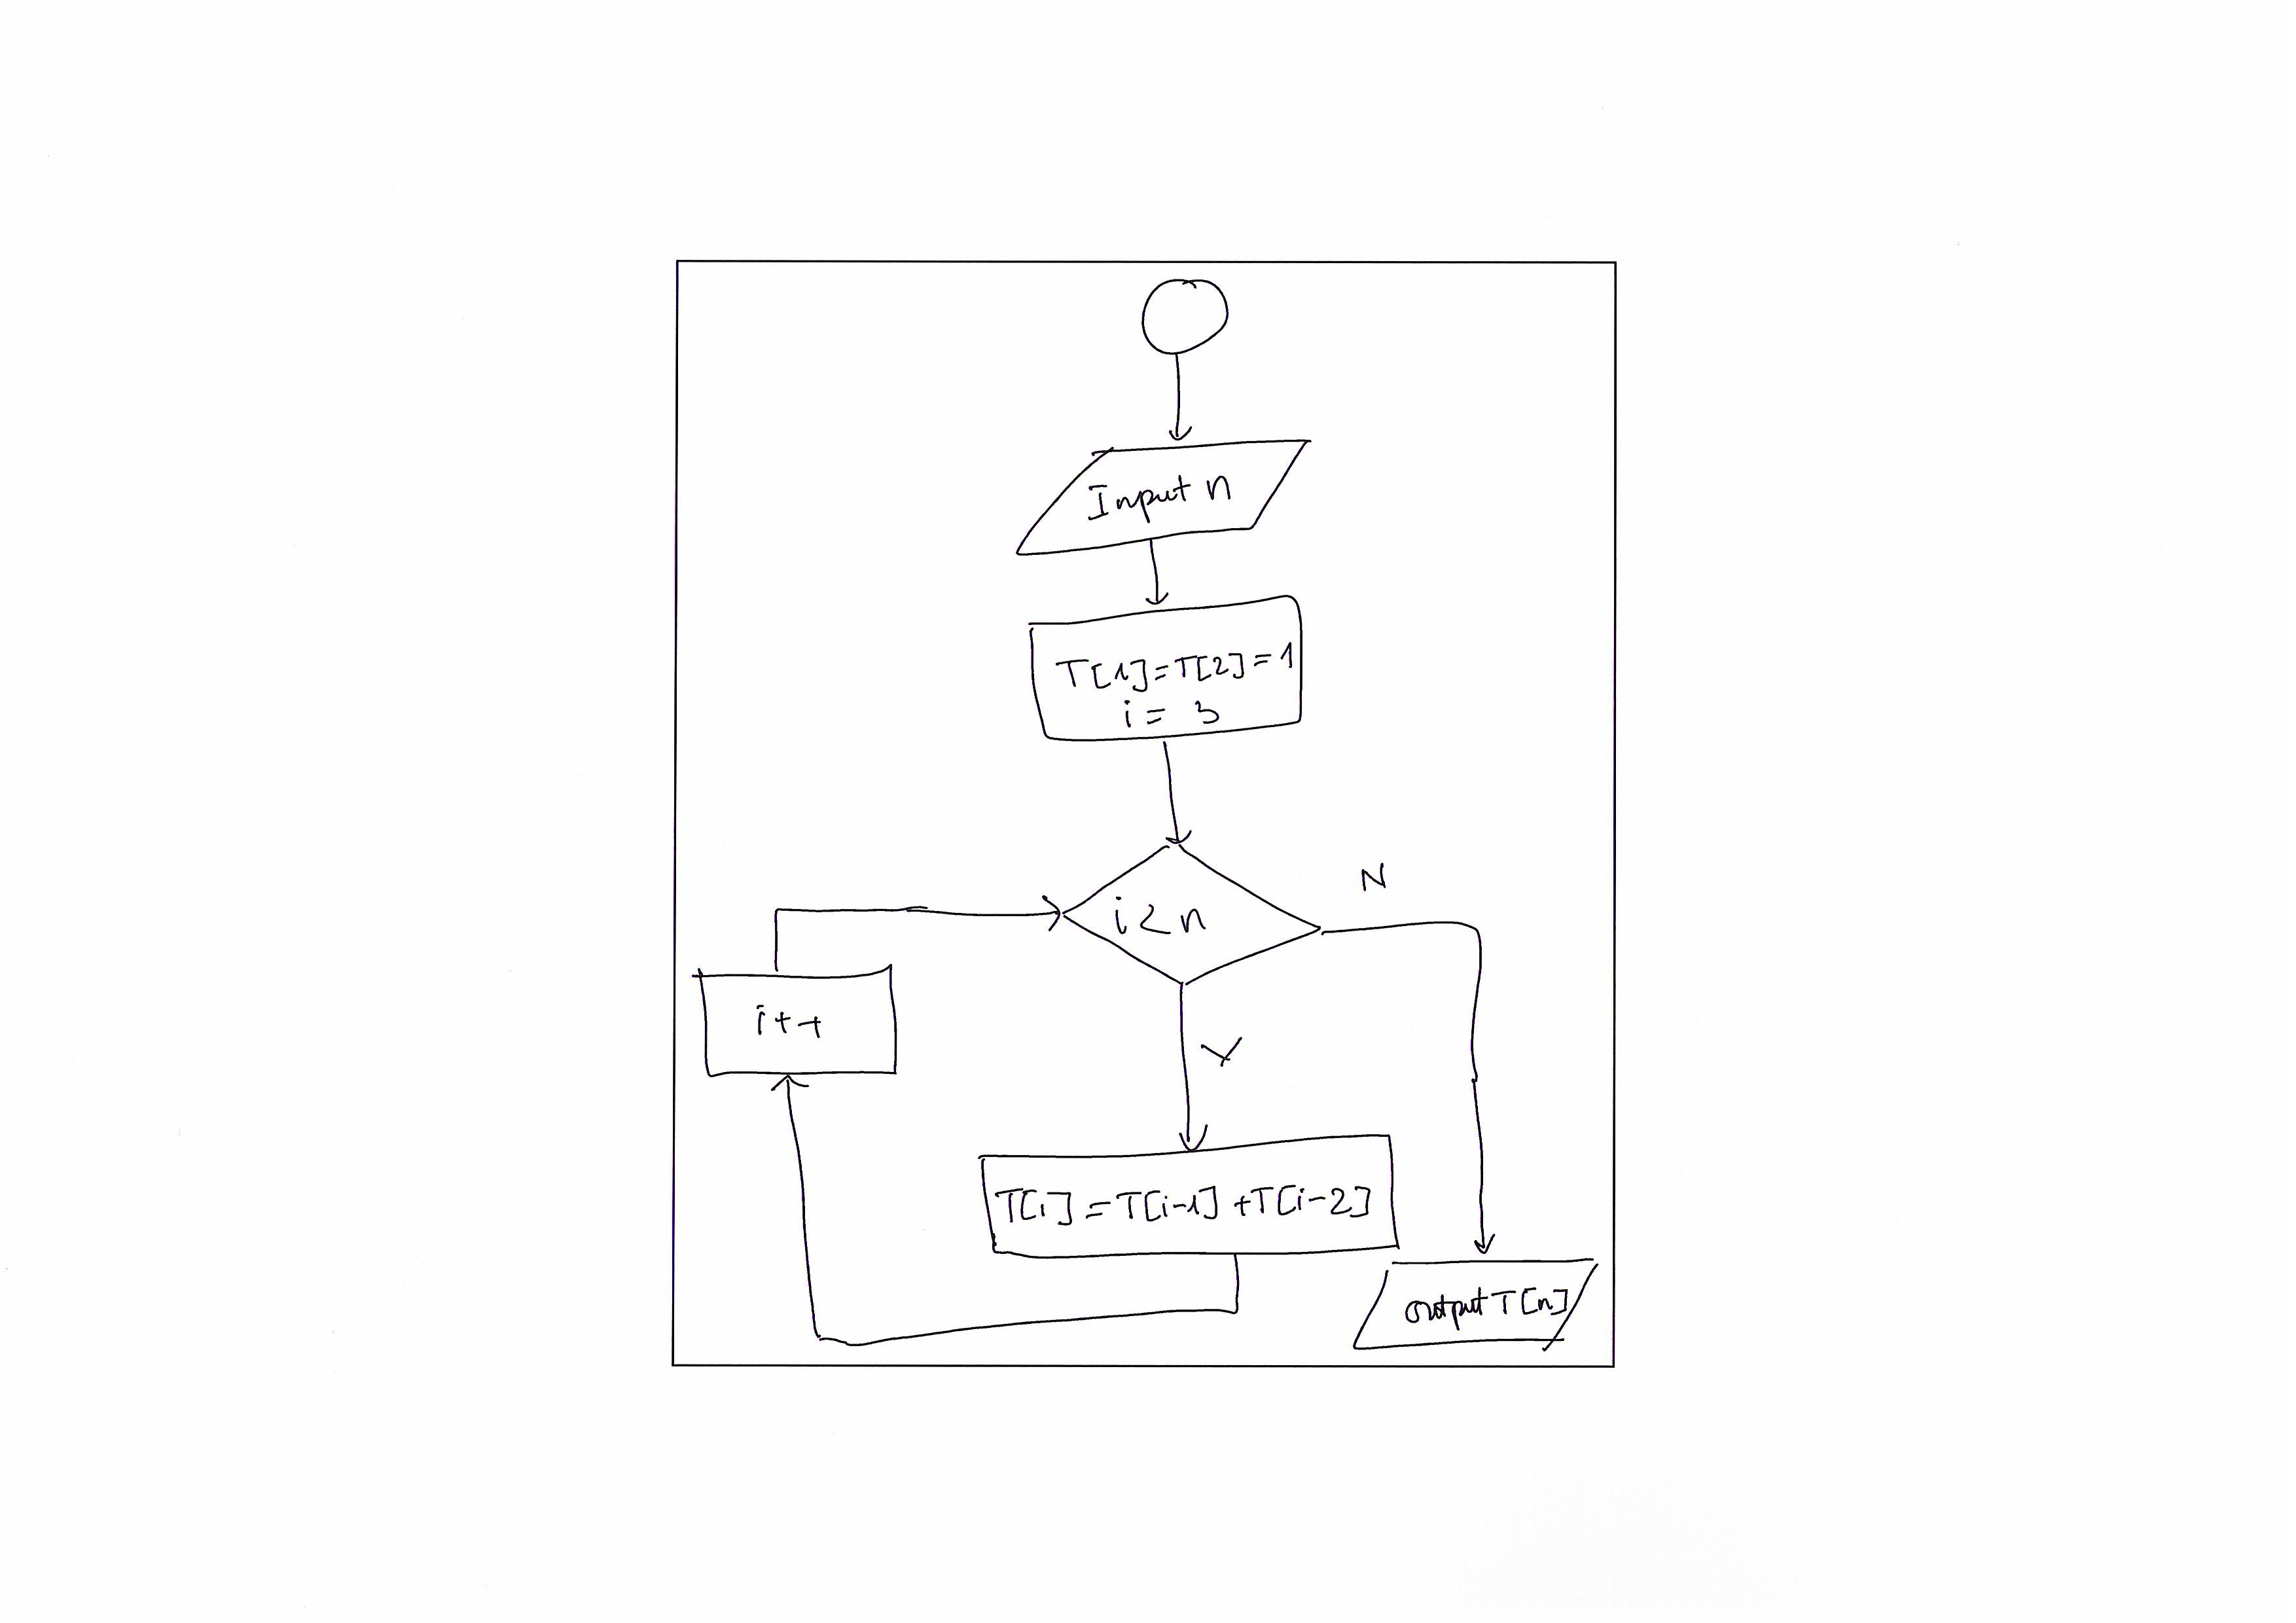 Input n
T[1]=T[2]=1
i = 3
i<n
N
i++
Y
T[i]=T[i-1]+T[i-2]
output T[n]